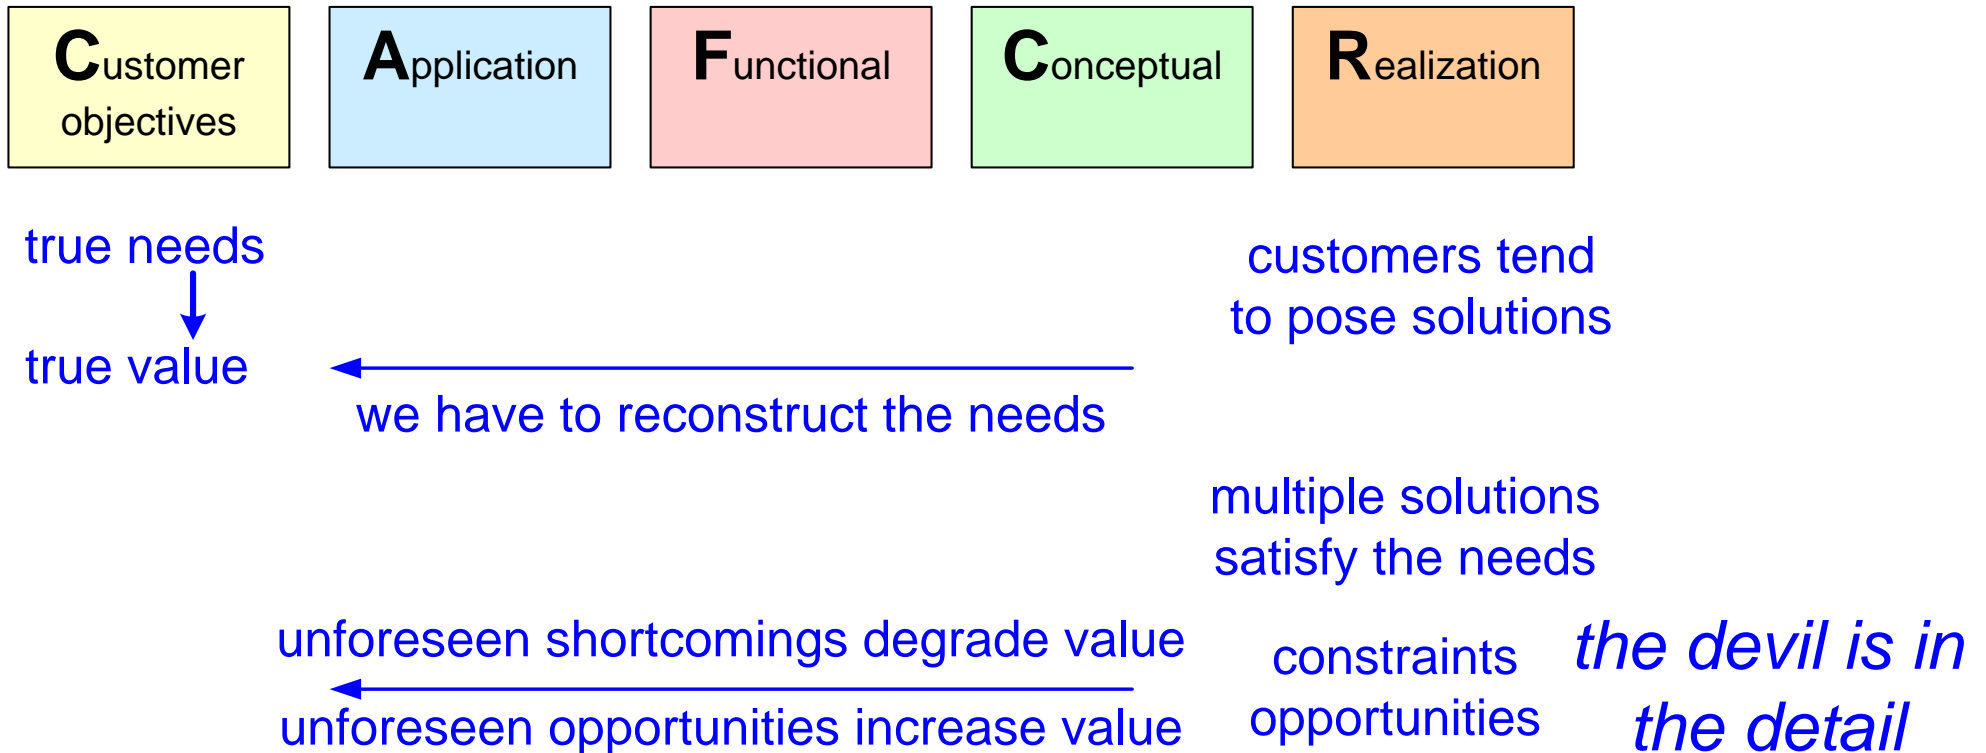 Customer
objectives
Application
Functional
Conceptual
Realization
true needs
true value
customers tend
to pose solutions
we have to reconstruct the needs
multiple solutions
satisfy the needs
unforeseen shortcomings degrade value
unforeseen opportunities increase value
constraints
opportunities
the devil is in
the detail